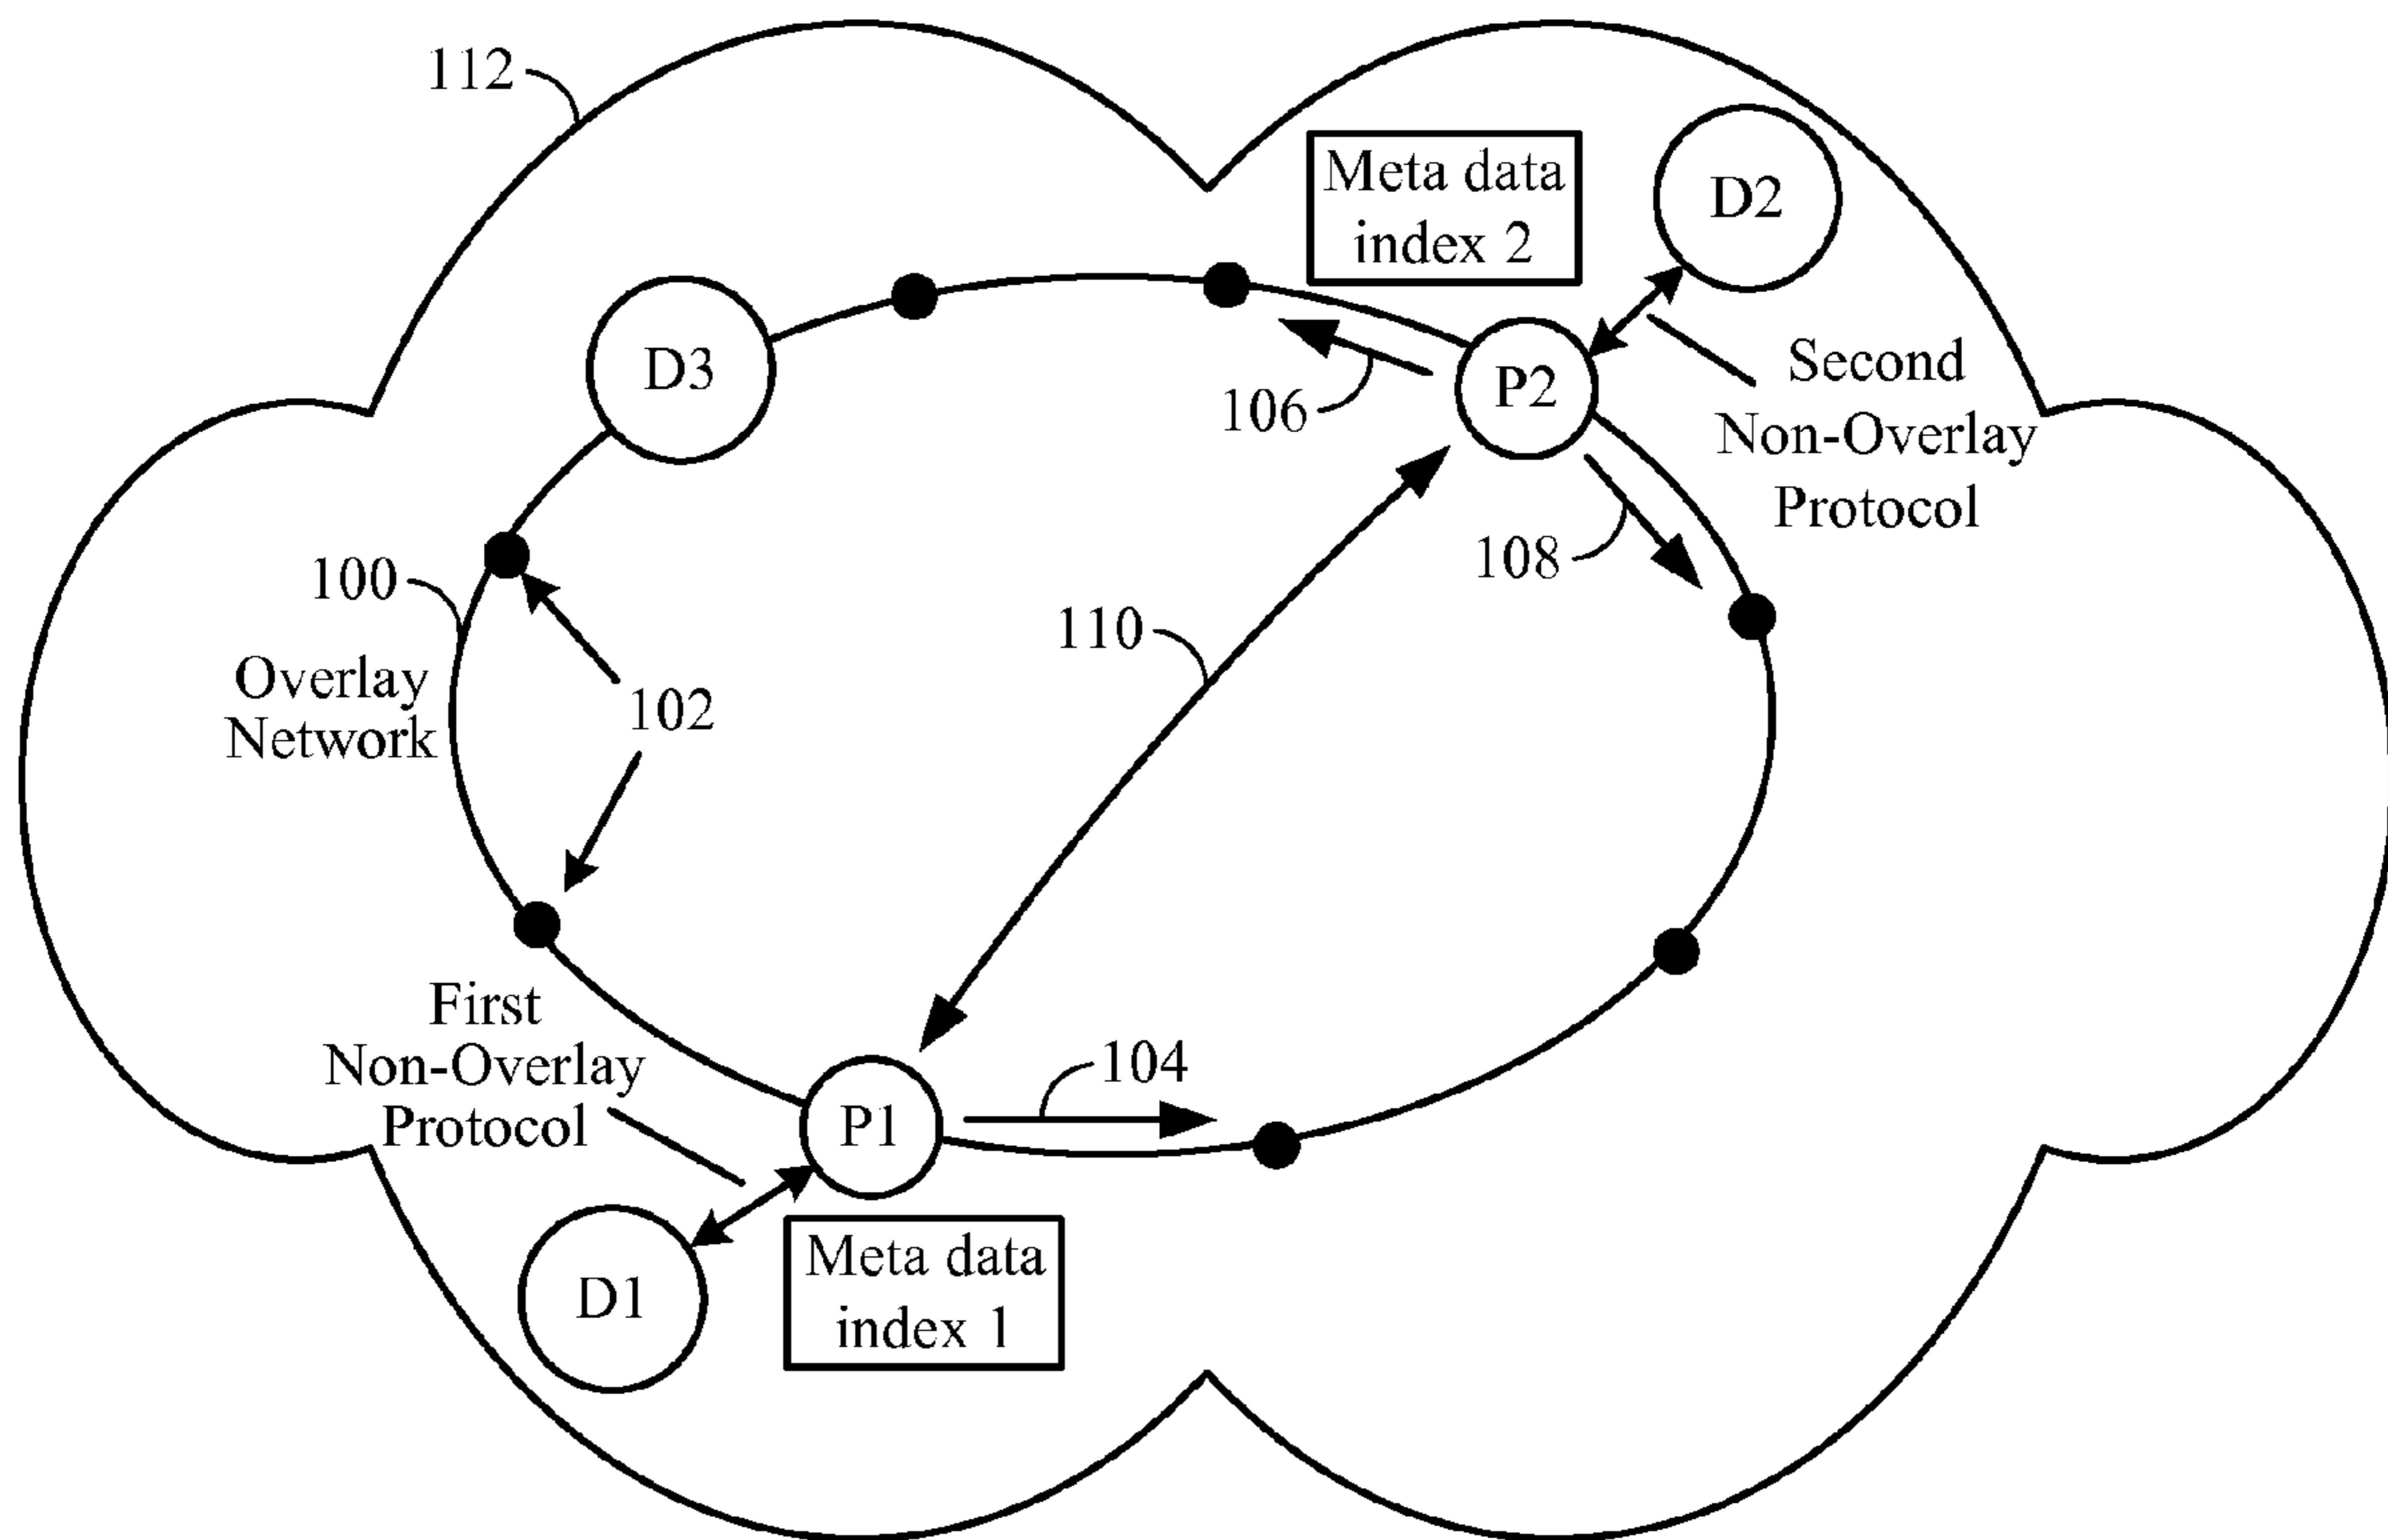 112
Meta data
index 2
D2
D3
P2
106
Second
Non-Overlay
Protocol
108
100
110
Overlay
Network
102
First
Non-Overlay
Protocol
104
P1
Meta data
index 1
D1